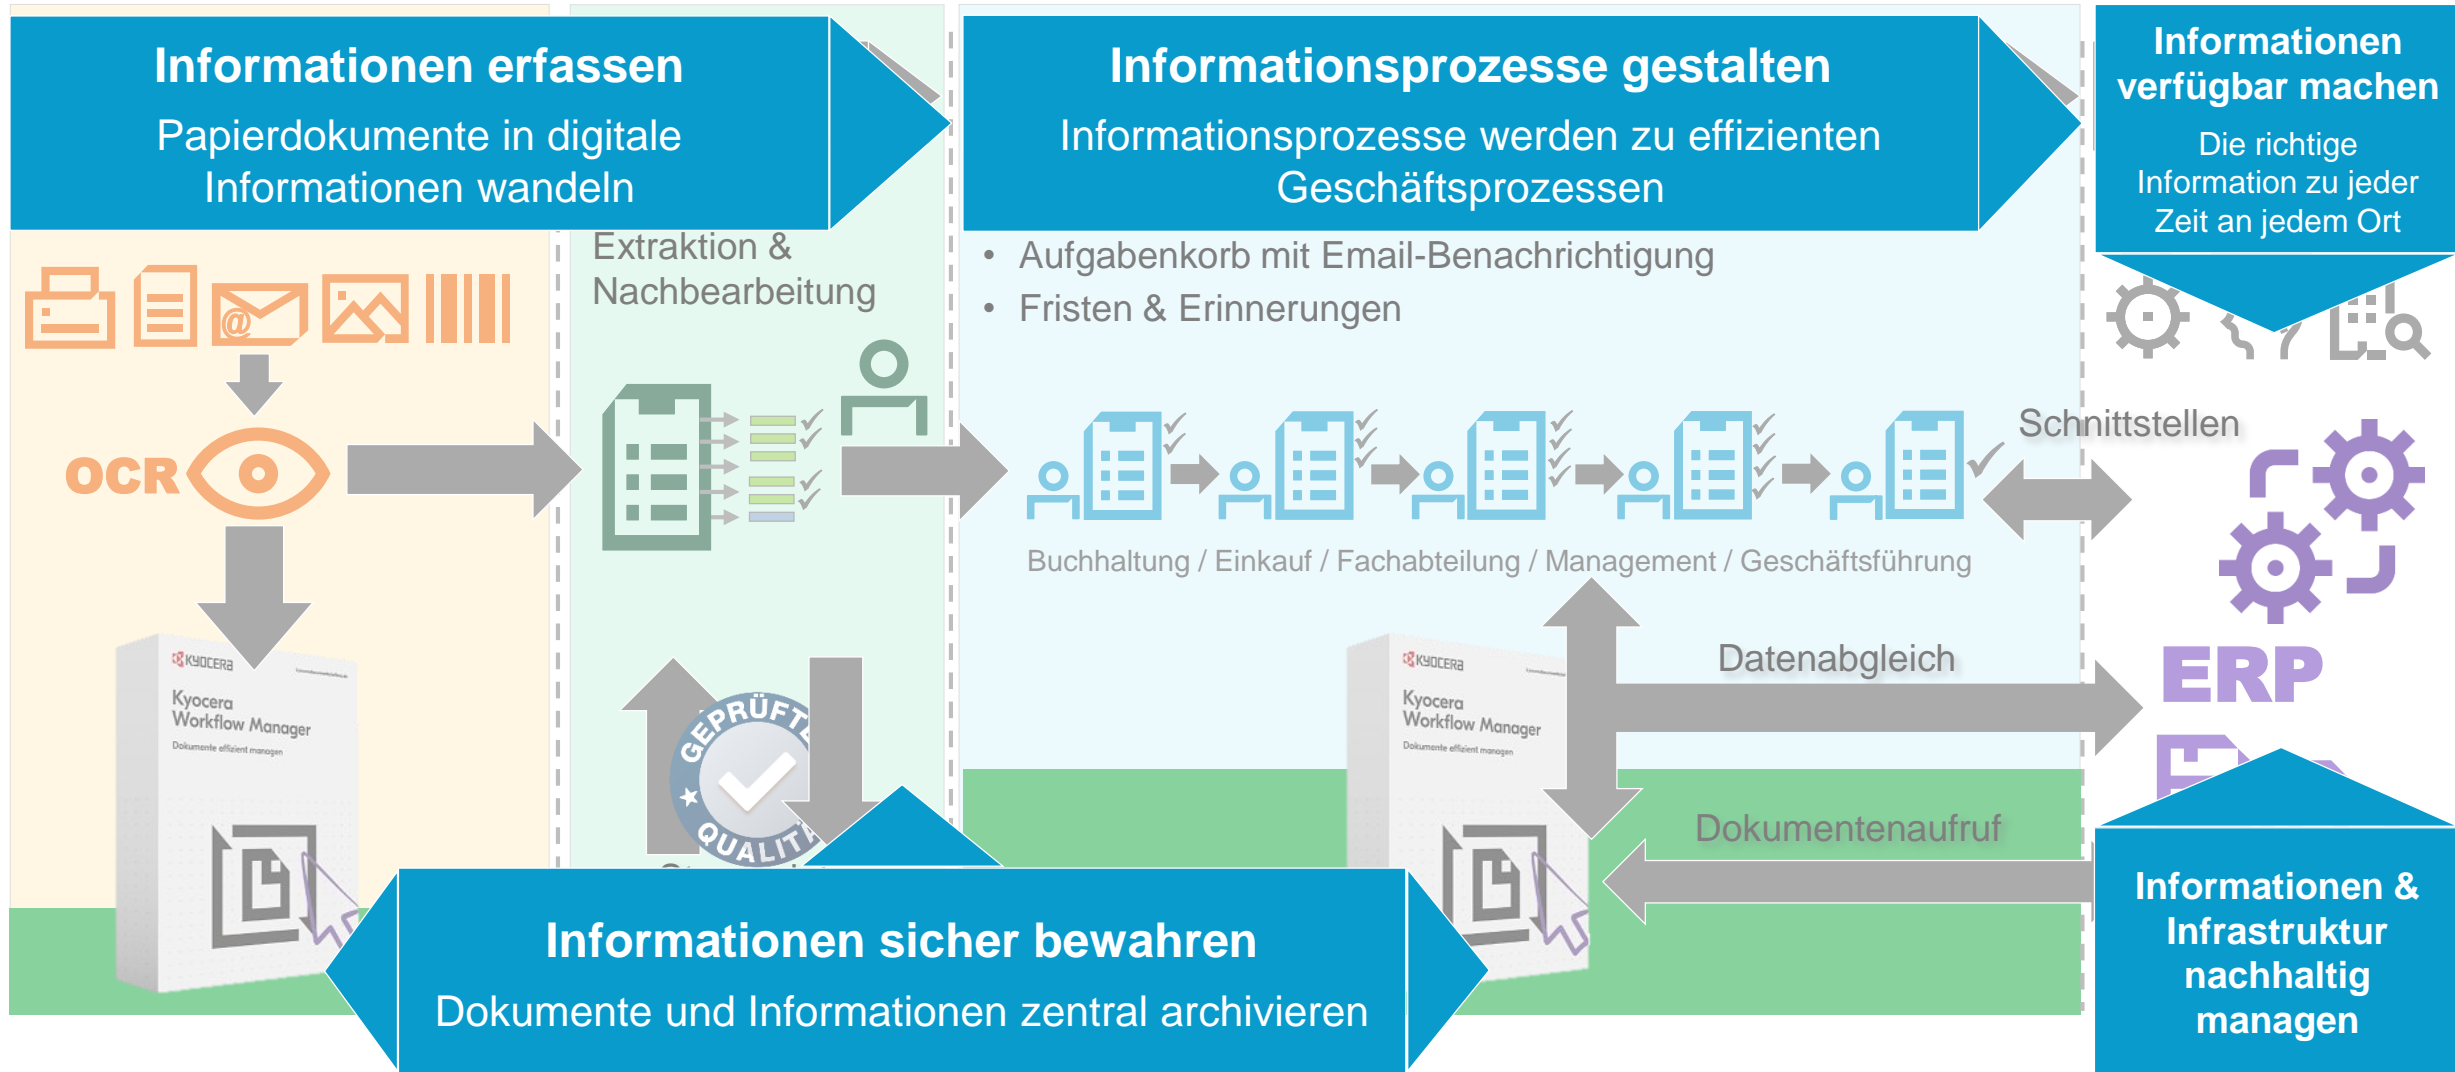 Informationen erfassen
Papierdokumente in digitale
Informationen wandeln
Informationsprozesse gestalten
Informationsprozesse werden zu effizienten
Geschäftsprozessen
Informationen
verfügbar machen
Die richtige
Information zu jeder
Zeit an jedem Ort
Extraktion &
Nachbearbeitung
• Aufgabenkorb mit Email-Benachrichtigung
• Fristen & Erinnerungen
@
OCR
Schnittstellen
Buchhaltung / Einkauf / Fachabteilung / Management / Geschäftsführung
KYOCERA
Kyocera
Workflow Manager
Dokumente effizient managen
GEPRÜFTE
QUALITÄ
KYOCERA
Kyocera
Workflow Manager
Dokumente effizient managen
Datenabgleich
ERP
Dokumentenaufruf
Informationen sicher bewahren
Dokumente und Informationen zentral archivieren
Informationen &
Infrastruktur
nachhaltig
managen